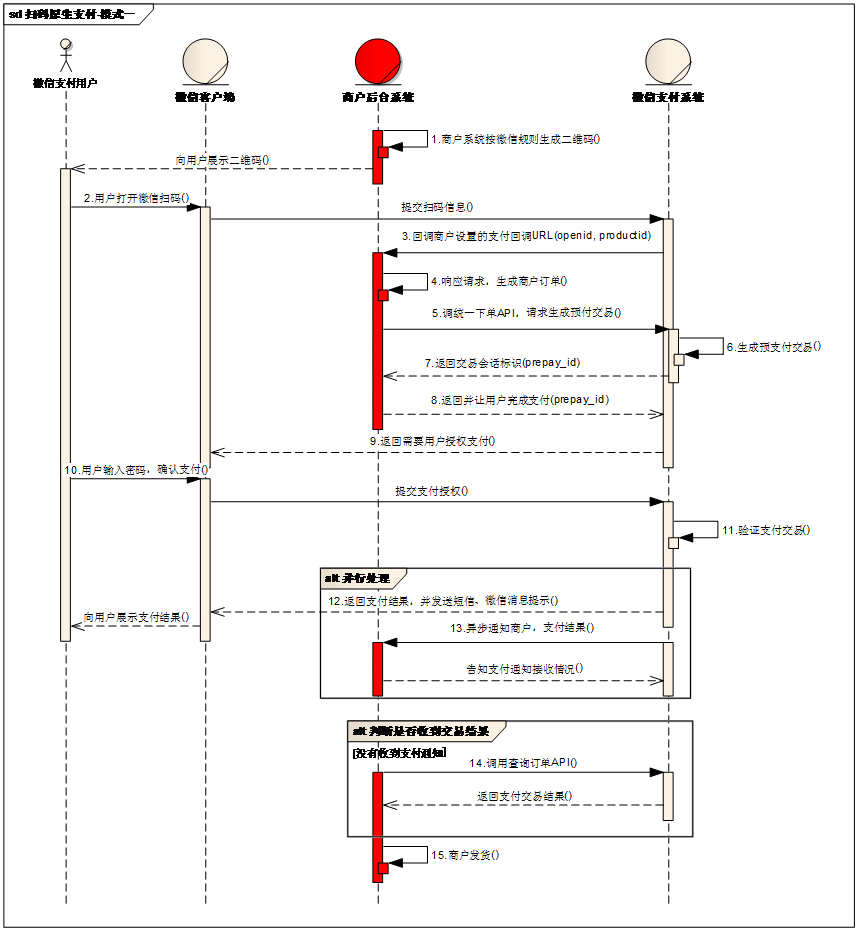 sd 扫码原生支付-模式一
微信支付用户
微信客户端
商户后台系统
微信支付系统
1.商户系统按微信规则生成二维码()
向用户展示二维码()
2.用户打开微信扫码()
提交扫码信息()
3.回调商户设置的支付回调URL(openid, productid)
4.响应请求，生成商户订单()
5.调统一下单API，请求生成预付交易()
6.生成预支付交易()
7.返回交易会话标识(prepay_id)
8.返回并让用户完成支付(prepay_id)
9.返回需要用户授权支付()
10.用户输入密码，确认支付()
提交支付授权()
11.验证支付交易()
alt 并行处理
12.返回支付结果，并发送短信、微信消息提示()
向用户展示支付结果()
13.异步通知商户，支付结果()
告知支付通知接收情况()
alt 判断是否收到交易结果
[没有收到支付通知]
14.调用查询订单API()
返回支付交易结果()
15.商户发货()